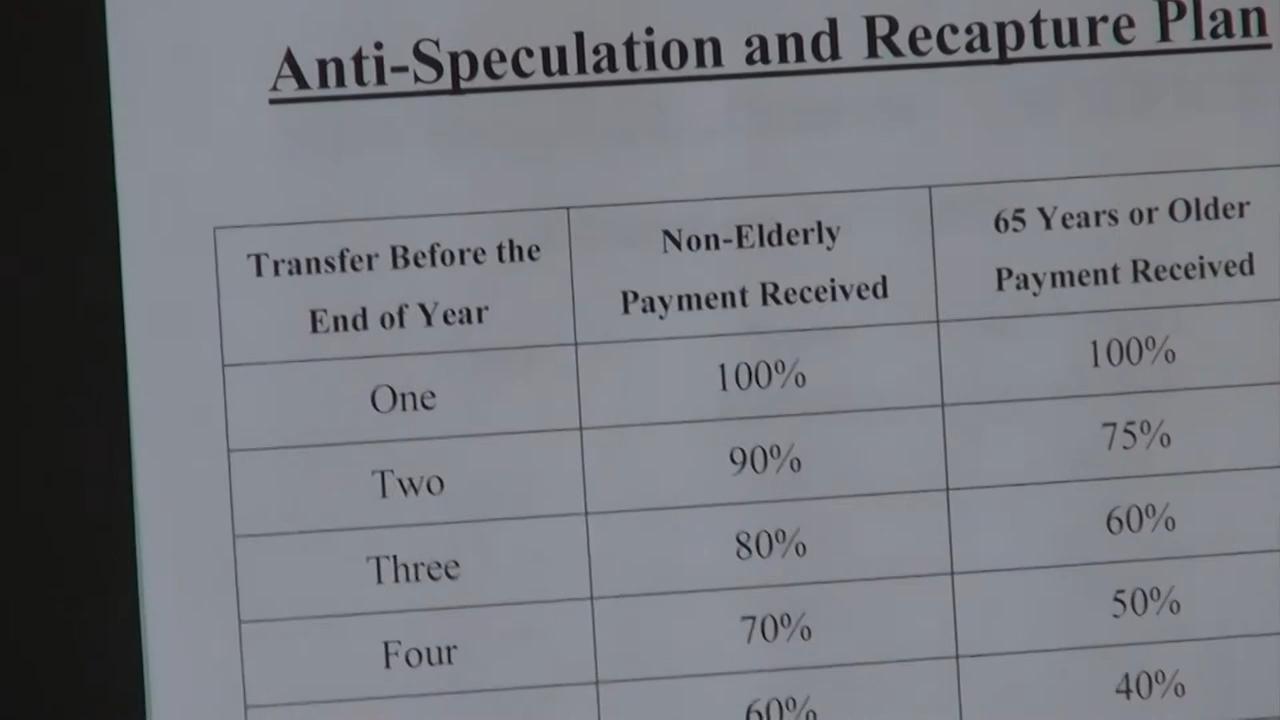 Anti-Speculation and Recapture Plan
Transfer Before the
End of Year
Non-Elderly
Payment Received
65 Years or Older
Payment Received
One 100% 100%
Two 90% 75%
Three 80% 60%
Four 70% 50%
60% 40%